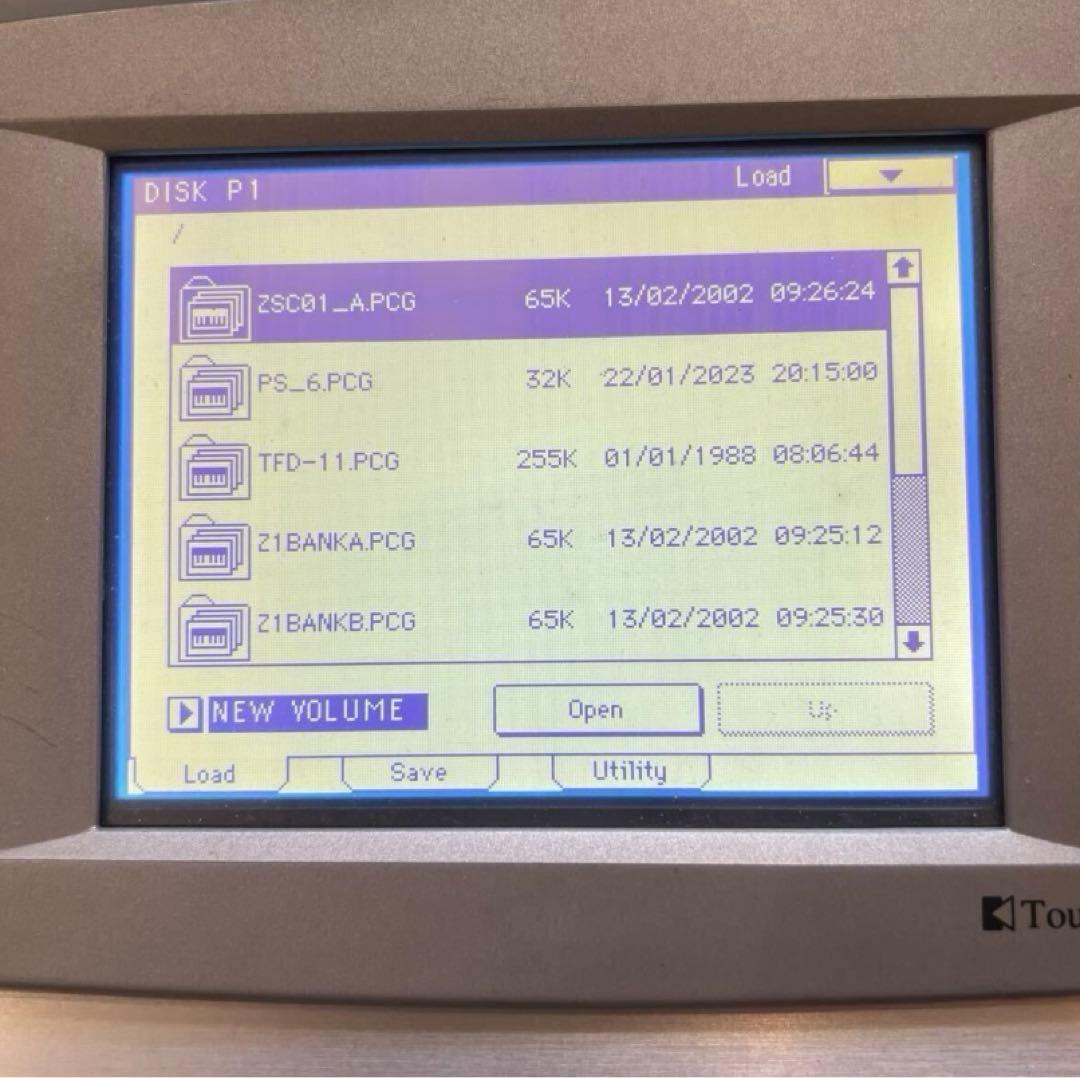 DISK P1 Load
/
ZSC01_A.PCG 65K 13/02/2002 09:26:24
PS_6.PCG 32K 22/01/2023 20:15:00
TFD-11.PCG 255K 01/01/1988 08:06:44
Z1BANKA.PCG 65K 13/02/2002 09:25:12
Z1BANKB.PCG 65K 13/02/2002 09:25:30
NEW VOLUME Open Up
Load Save Utility
Tou